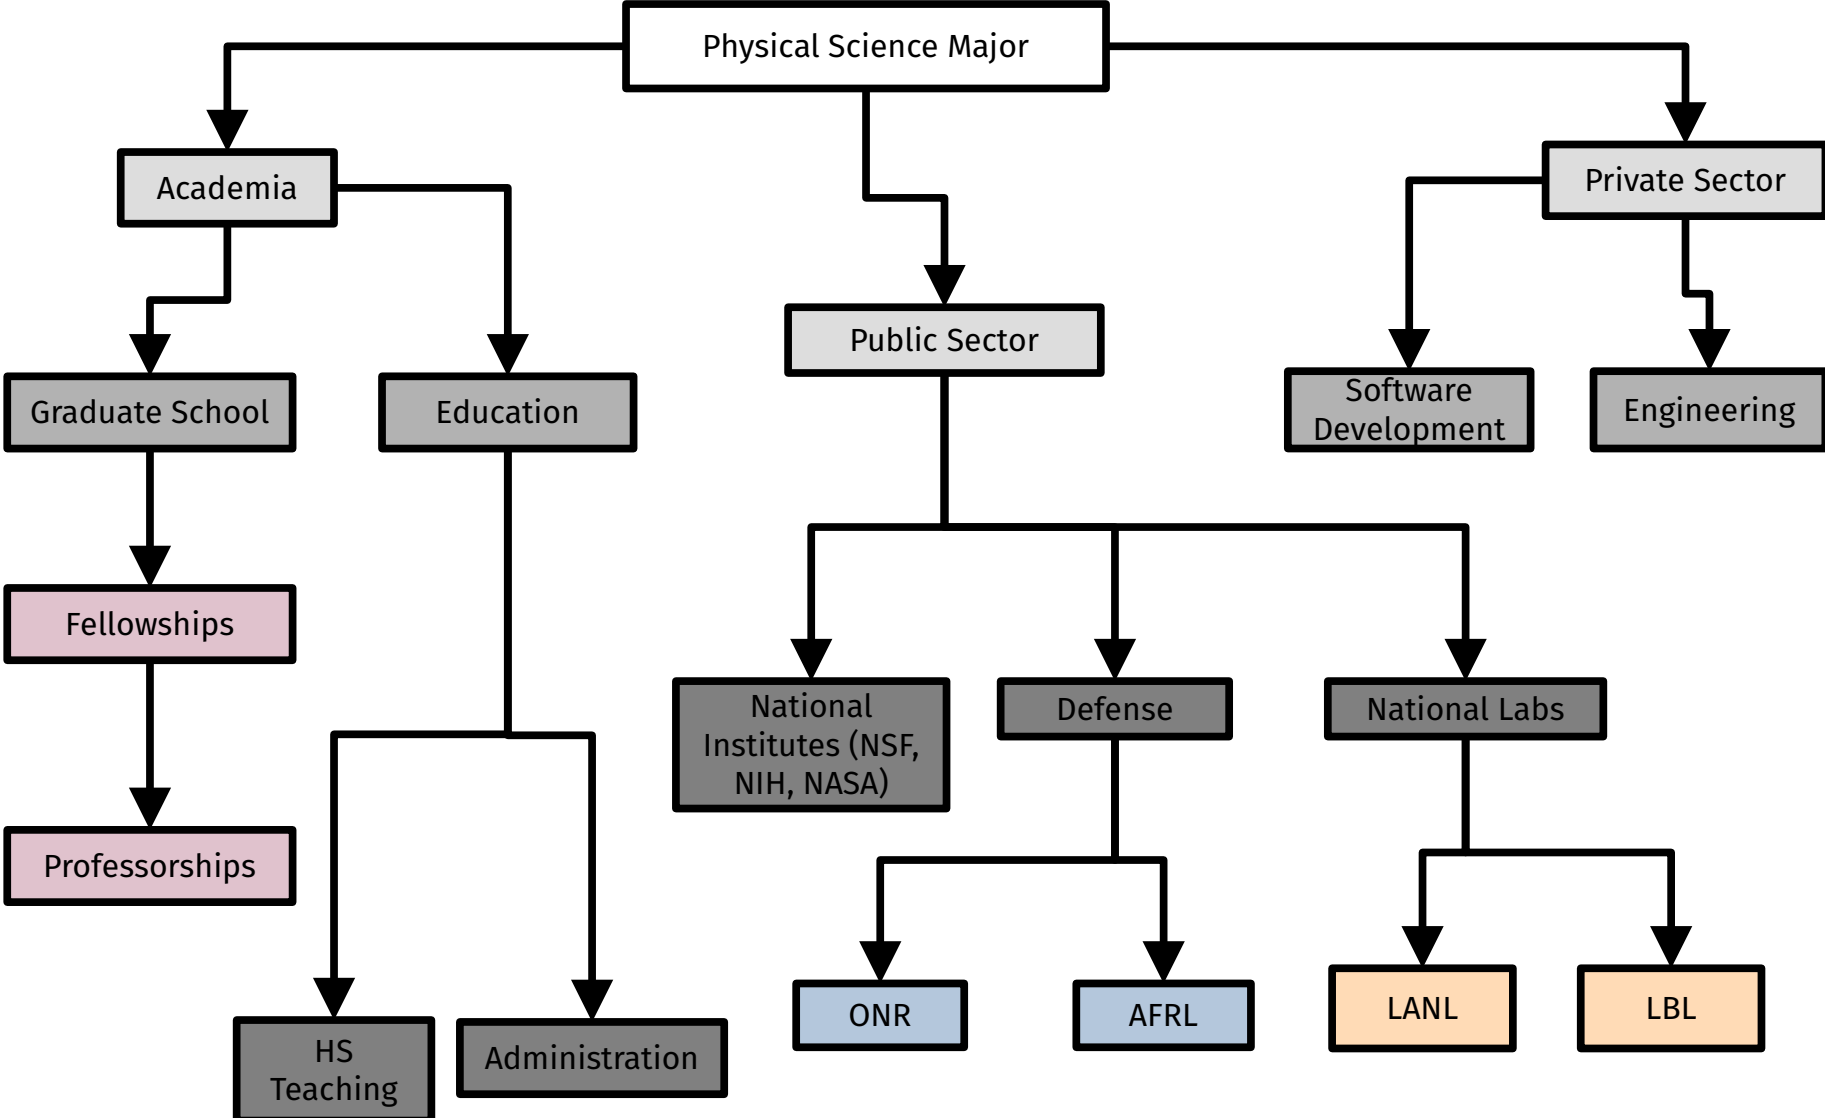 Physical Science Major
Academia
Private Sector
Public Sector
Graduate School
Education
Software
Development
Engineering
Fellowships
National
Institutes (NSF,
NIH, NASA)
Defense
National Labs
Professorships
ONR
AFRL
LANL
LBL
HS
Teaching
Administration